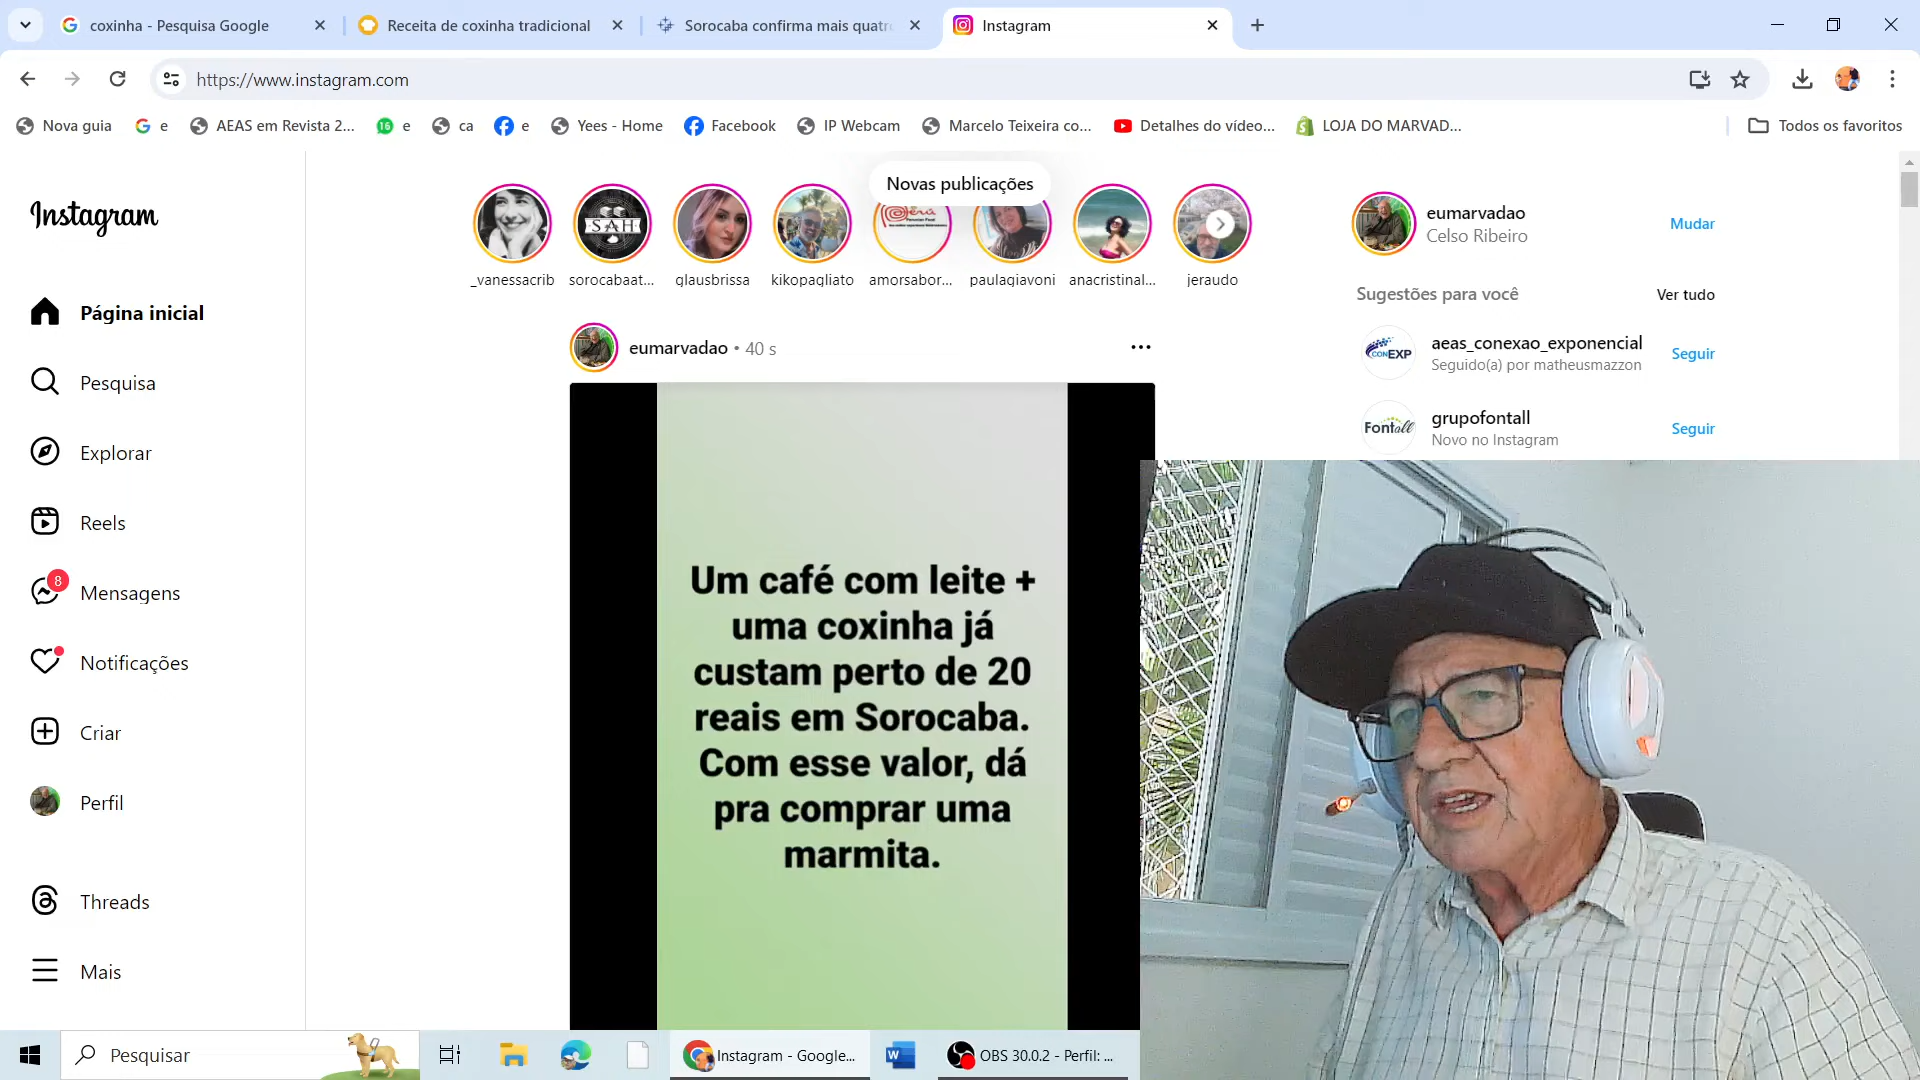 coxinha - Pesquisa Google
Receita de coxinha tradicional
Sorocaba confirma mais quatr
Instagram
https://www.instagram.com
Nova guia
e
AEAS em Revista 2...
16
e
ca
e
Yees - Home
Facebook
IP Webcam
Marcelo Teixeira co...
Detalhes do vídeo...
LOJA DO MARVAD...
Todos os favoritos
Instagram
Novas publicações
SAH
Perú
_vanessacrib
sorocabaat...
glausbrissa
kikopagliato
amorsabor...
paulagiavoni
anacristinal...
jeraudo
eumarvadao
Celso Ribeiro
Mudar
Sugestões para você
Ver tudo
CONEXP
aeas_conexao_exponencial
Seguido(a) por matheusmazzon
Seguir
Fontall
grupofontall
Novo no Instagram
Seguir
Página inicial
Pesquisa
Explorar
Reels
8
Mensagens
Notificações
Criar
Perfil
Threads
Mais
eumarvadao • 40 s
Um café com leite +
uma coxinha já
custam perto de 20
reais em Sorocaba.
Com esse valor, dá
pra comprar uma
marmita.
Pesquisar
Instagram - Google...
W
OBS 30.0.2 - Perfil: ...